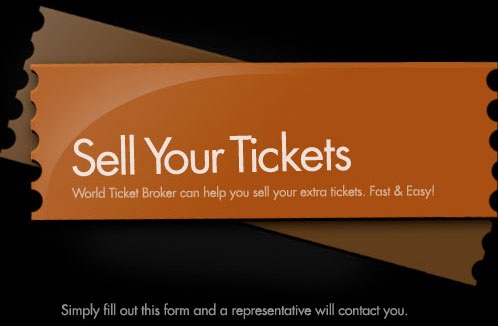 Sell Your Tickets
World Ticket Broker can help you sell your extra tickets. Fast & Easy!
Simply fill out this form and a representative will contact you.